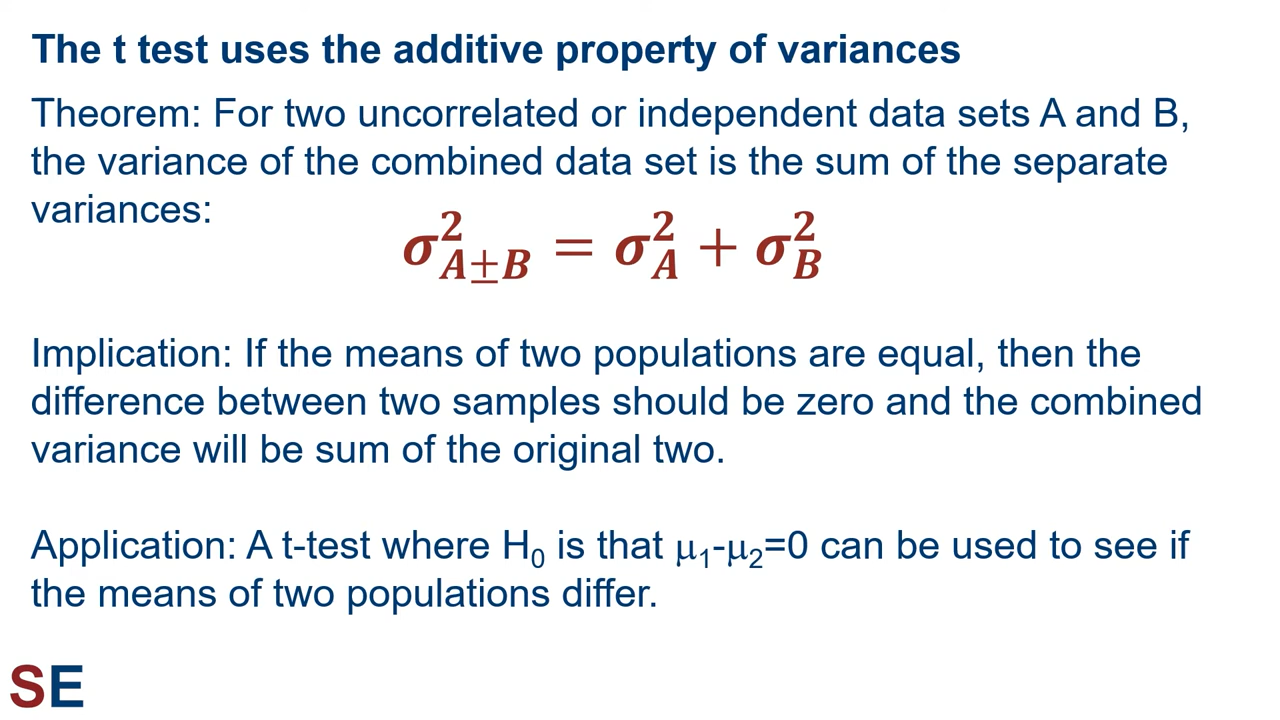 The t test uses the additive property of variances
Theorem: For two uncorrelated or independent data sets A and B,
the variance of the combined data set is the sum of the separate
variances:
σ²_{A±B} = σ²_A + σ²_B
Implication: If the means of two populations are equal, then the
difference between two samples should be zero and the combined
variance will be sum of the original two.
Application: A t-test where H₀ is that μ₁-μ₂=0 can be used to see if
the means of two populations differ.
SE